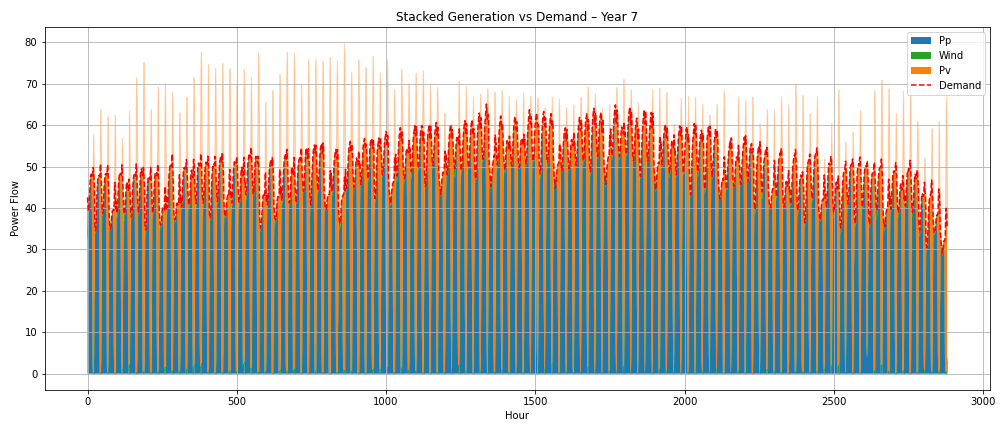 Stacked Generation vs Demand – Year 7
Power Flow
80
70
60
50
40
30
20
10
0
Pp
Wind
Pv
Demand
0
500
1000
1500
2000
2500
3000
Hour